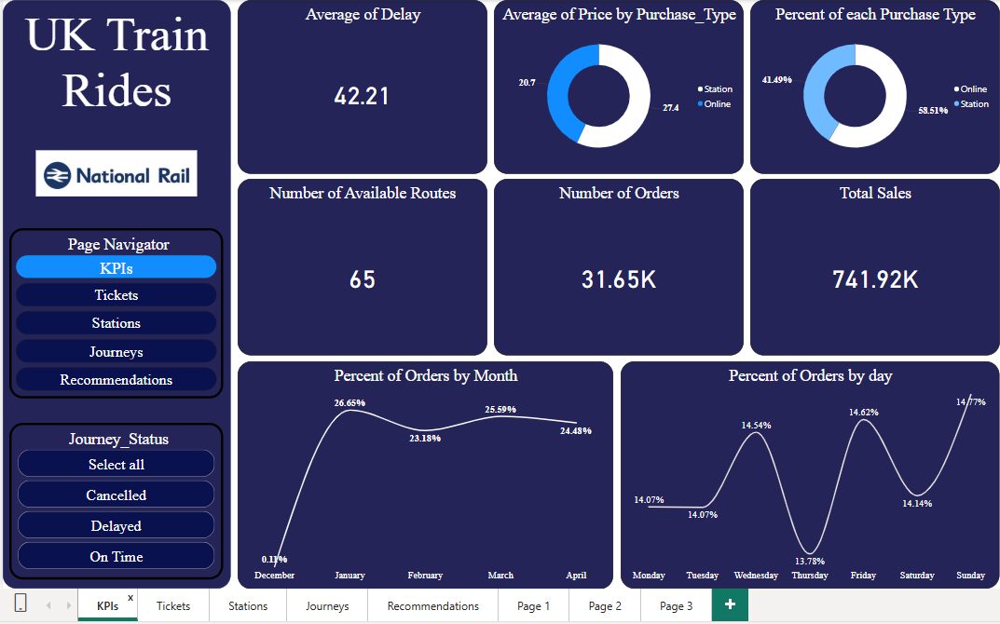 UK Train
Rides
National Rail
Page Navigator
KPIs
Tickets
Stations
Journeys
Recommendations
Journey_Status
Select all
Cancelled
Delayed
On Time
Average of Delay
42.21
Average of Price by Purchase_Type
20.7
27.4
Station
Online
Percent of each Purchase Type
41.49%
58.51%
Online
Station
Number of Available Routes
65
Number of Orders
31.65K
Total Sales
741.92K
Percent of Orders by Month
26.65%
25.59%
23.18%
24.48%
0.11%
December January February March April
Percent of Orders by day
14.77%
14.62%
14.54%
14.07%
14.07%
14.14%
13.78%
Monday Tuesday Wednesday Thursday Friday Saturday Sunday
KPIs x Tickets Stations Journeys Recommendations Page 1 Page 2 Page 3 +